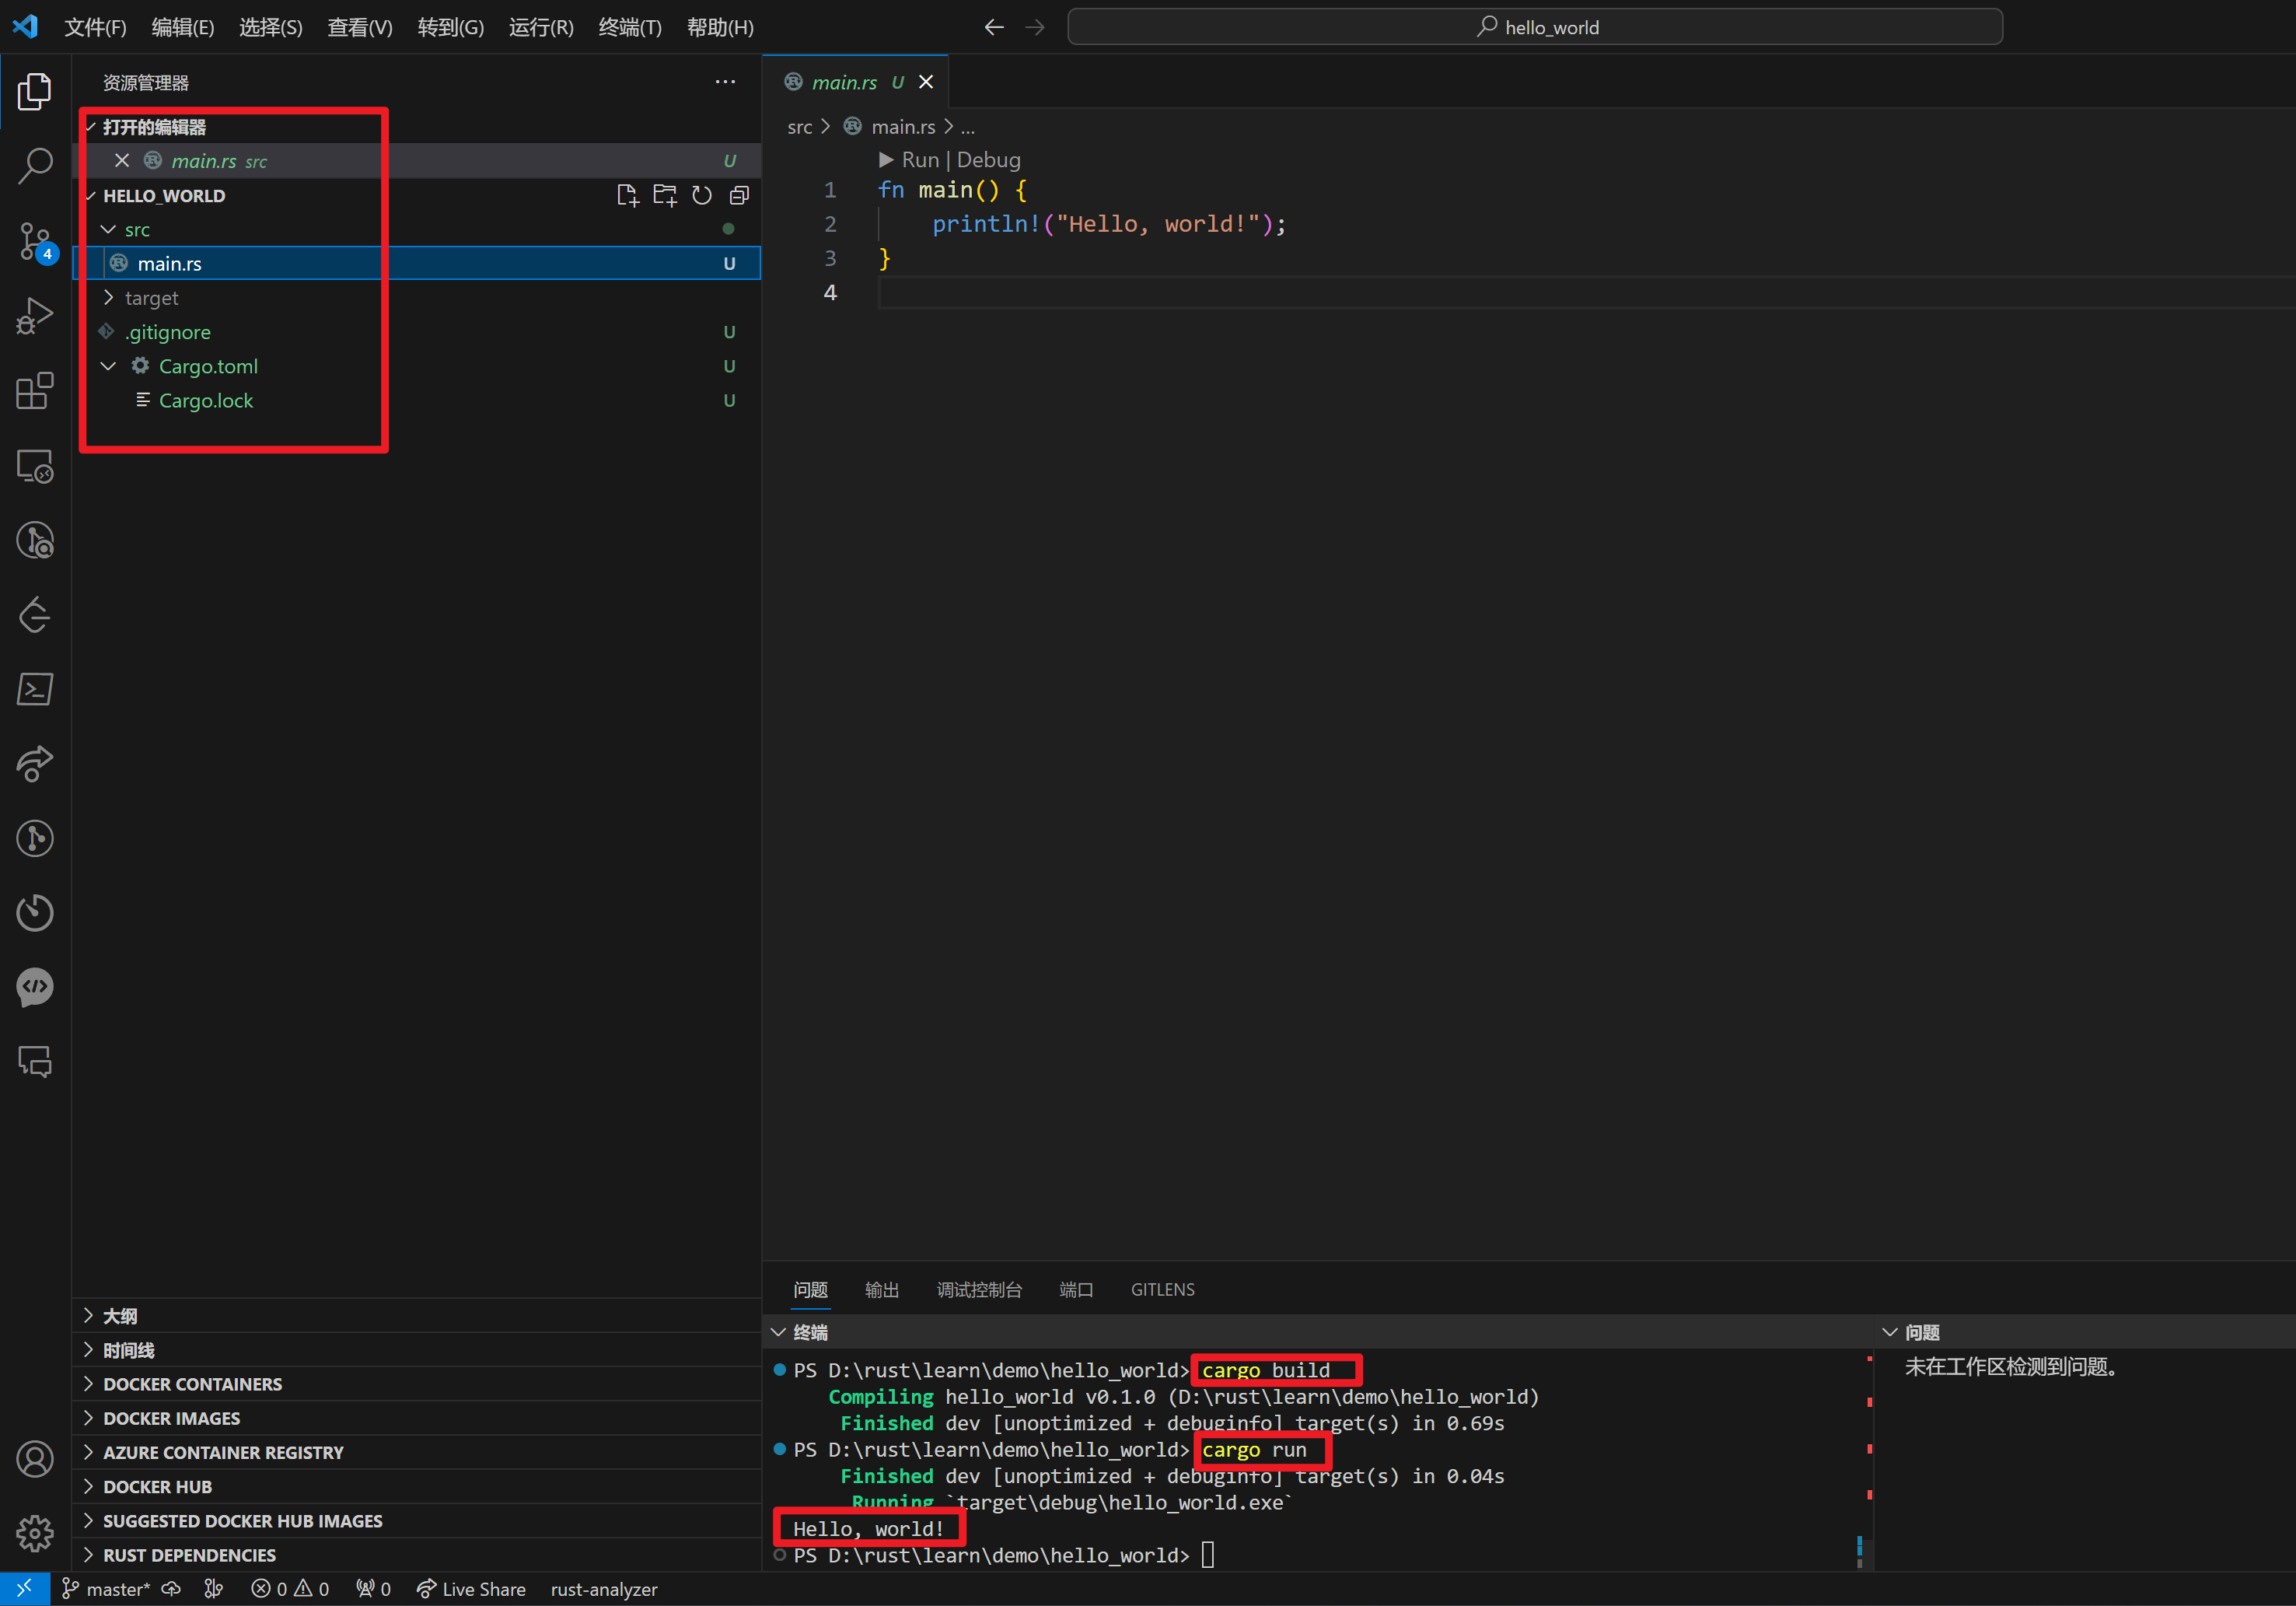 文件(F) 编辑(E) 选择(S) 查看(V) 转到(G) 运行(R) 终端(T) 帮助(H) hello_world
资源管理器
打开的编辑器
main.rs src U
HELLO_WORLD
src
main.rs U
target
.gitignore U
Cargo.toml U
Cargo.lock U
4
大纲
时间线
DOCKER CONTAINERS
DOCKER IMAGES
AZURE CONTAINER REGISTRY
DOCKER HUB
SUGGESTED DOCKER HUB IMAGES
RUST DEPENDENCIES
main.rs U
src > main.rs > ...
Run | Debug
1 fn main() {
2 println!("Hello, world!");
3 }
4
问题 输出 调试控制台 端口 GITLENS
终端
PS D:\rust\learn\demo\hello_world> cargo build
Compiling hello_world v0.1.0 (D:\rust\learn\demo\hello_world)
Finished dev [unoptimized + debuginfo] target(s) in 0.69s
PS D:\rust\learn\demo\hello_world> cargo run
Finished dev [unoptimized + debuginfo] target(s) in 0.04s
Running `target\debug\hello_world.exe`
Hello, world!
PS D:\rust\learn\demo\hello_world>
问题
未在工作区检测到问题。
master* 0 0 0 Live Share rust-analyzer